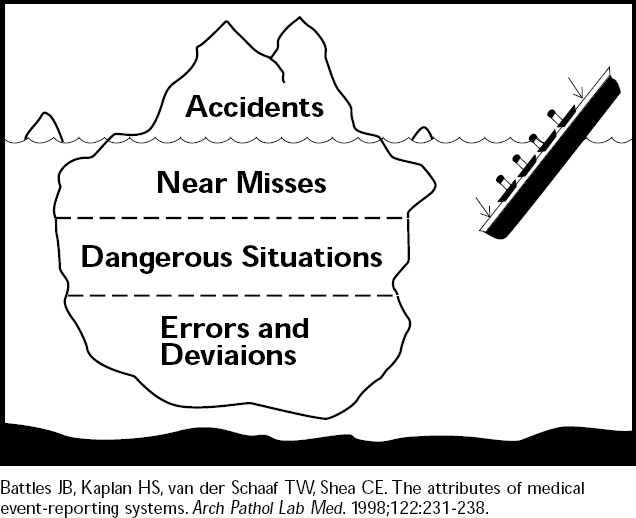 Accidents
Near Misses
Dangerous Situations
Errors and
Deviaions
Battles JB, Kaplan HS, van der Schaaf TW, Shea CE. The attributes of medical
event-reporting systems. Arch Pathol Lab Med. 1998;122:231-238.